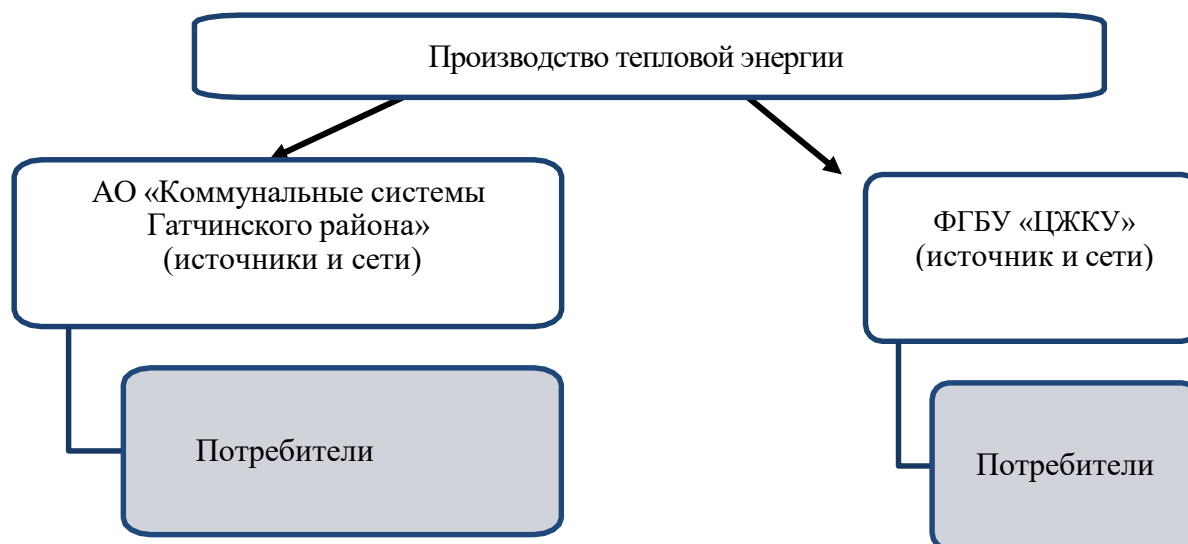 Производство тепловой энергии
АО «Коммунальные системы
Гатчинского района»
(источники и сети)
ФГБУ «ЦЖКУ»
(источник и сети)
Потребители
Потребители